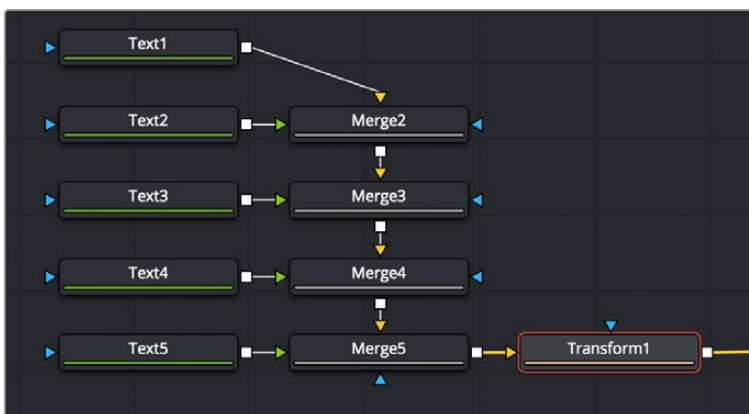 Text1
Text2 Merge2
Text3 Merge3
Text4 Merge4
Text5 Merge5 Transform1